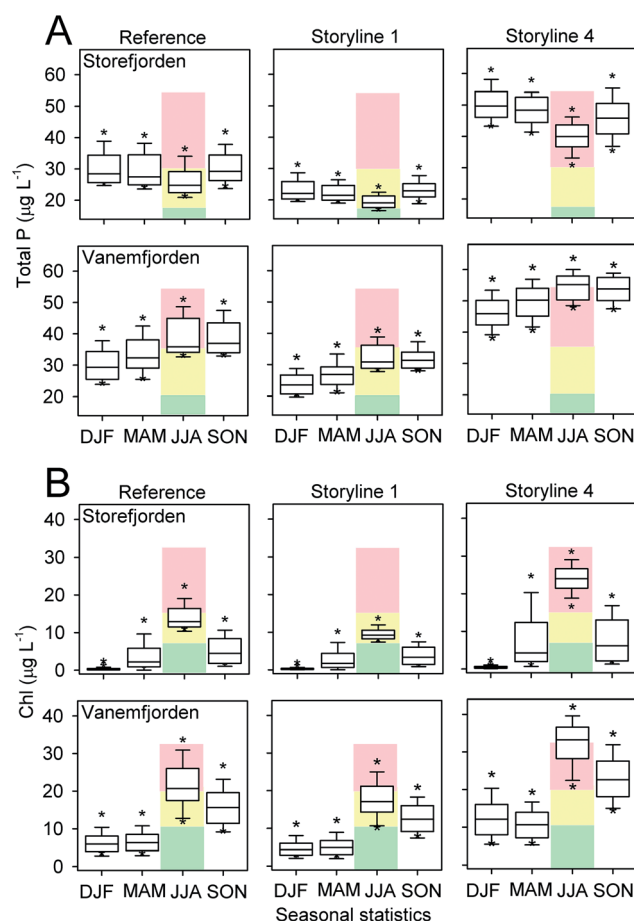 A
Reference Storyline 1 Storyline 4
Storefjorden
60
50
40
30
20
Total P (µg L⁻¹)
Vanemfjorden
60
50
40
30
20
DJF MAM JJA SON DJF MAM JJA SON DJF MAM JJA SON
B
Reference Storyline 1 Storyline 4
Storefjorden
40
30
20
10
0
Chl (µg L⁻¹)
Vanemfjorden
40
30
20
10
0
DJF MAM JJA SON DJF MAM JJA SON DJF MAM JJA SON
Seasonal statistics